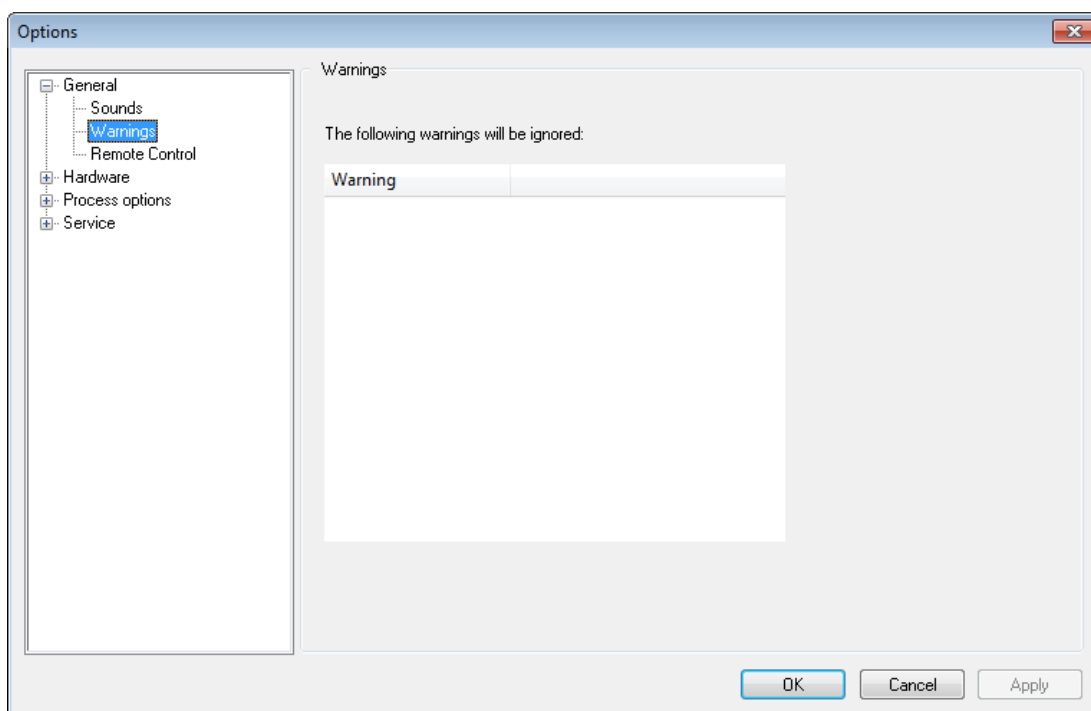 Options
General
Sounds
Warnings
Remote Control
Hardware
Process options
Service
Warnings
The following warnings will be ignored:
Warning
OK
Cancel
Apply